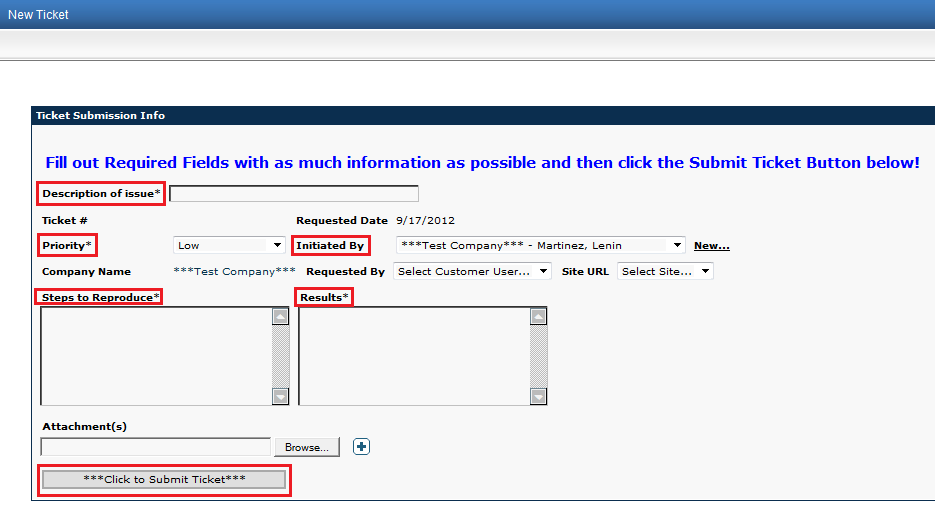 New Ticket
Ticket Submission Info
Fill out Required Fields with as much information as possible and then click the Submit Ticket Button below!
Description of issue*
Ticket # Requested Date 9/17/2012
Priority* Low Initiated By ***Test Company*** - Martinez, Lenin New...
Company Name ***Test Company*** Requested By Select Customer User... Site URL Select Site...
Steps to Reproduce* Results*
Attachment(s)
Browse...
***Click to Submit Ticket***